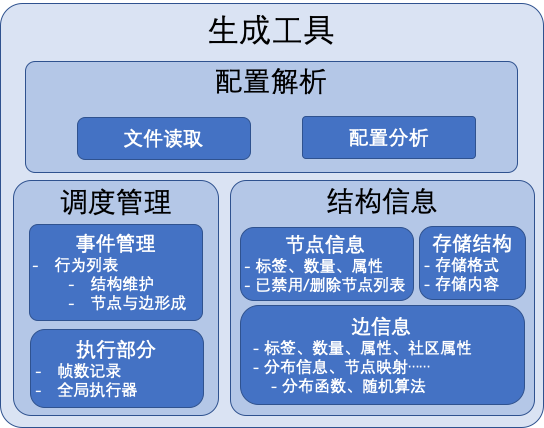 生成工具
配置解析
文件读取
配置分析
调度管理
事件管理
- 行为列表
- 结构维护
- 节点与边形成
执行部分
- 帧数记录
- 全局执行器
结构信息
节点信息
- 标签、数量、属性
- 已禁用/删除节点列表
存储结构
- 存储格式
- 存储内容
边信息
- 标签、数量、属性、社区属性
- 分布信息、节点映射……
- 分布函数、随机算法